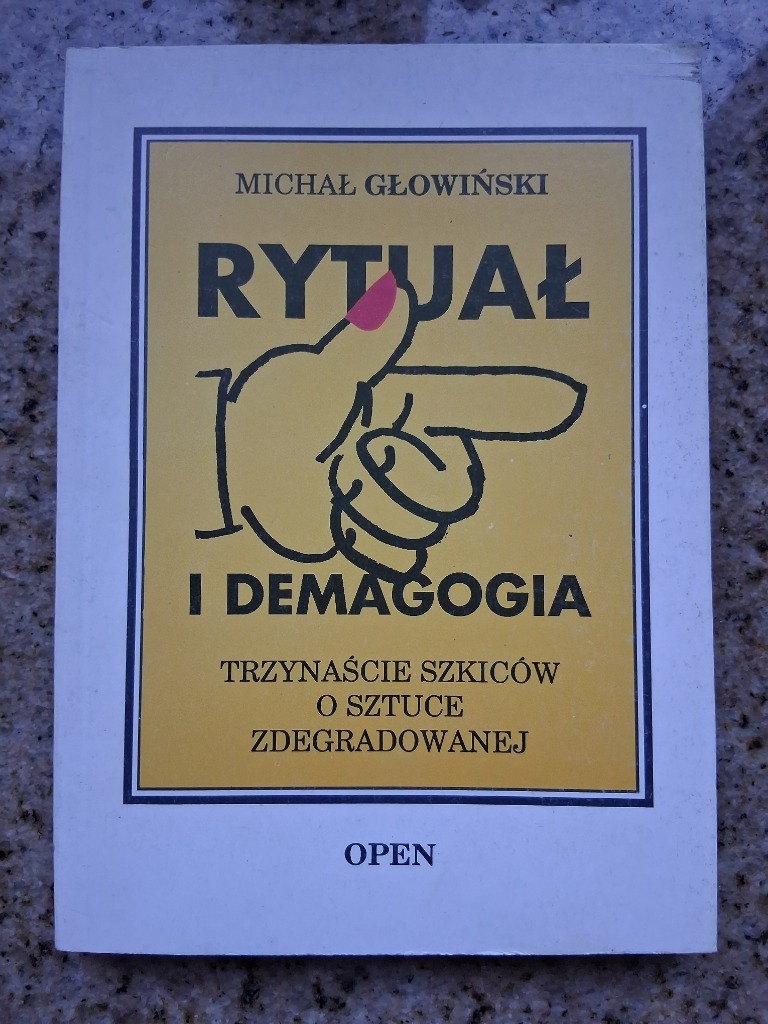 MICHAŁ GŁOWIŃSKI
RYTUAŁ
I DEMAGOGIA
TRZYNAŚCIE SZKICÓW
O SZTUCE
ZDEGRADOWANEJ
OPEN